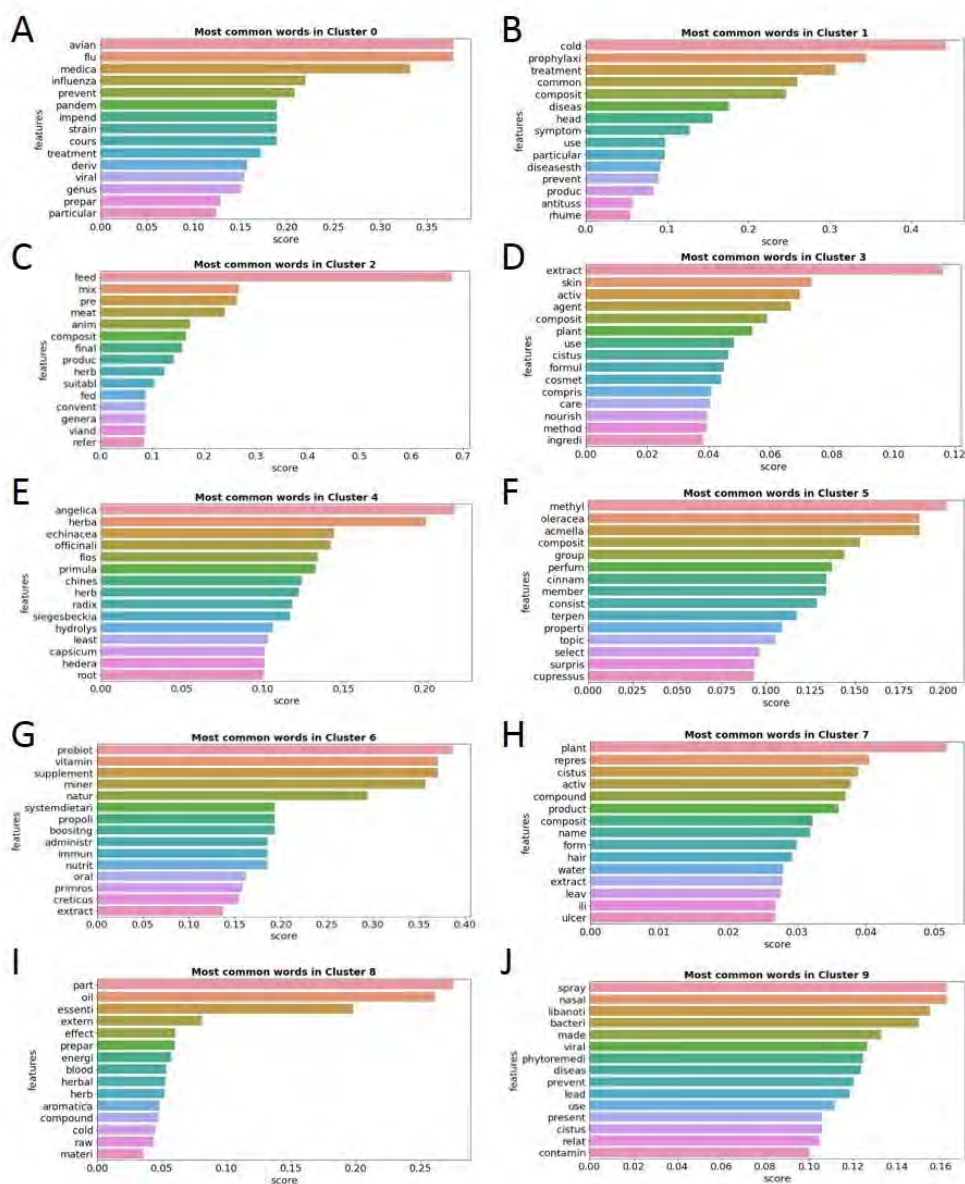 A
Most common words in Cluster 0
features
avian
flu
medica
influenza
prevent
pandem
impend
strain
cours
treatment
deriv
viral
genus
prepar
particular
0.00 0.05 0.10 0.15 0.20 0.25 0.30 0.35
score
B
Most common words in Cluster 1
features
cold
prophylaxi
treatment
common
composit
diseas
head
symptom
use
particular
diseasesth
prevent
produc
antituss
rhume
0.0 0.1 0.2 0.3 0.4
score
C
Most common words in Cluster 2
features
feed
mix
pre
meat
anim
composit
final
produc
herb
suitabl
fed
convent
genera
viand
refer
0.0 0.1 0.2 0.3 0.4 0.5 0.6 0.7
score
D
Most common words in Cluster 3
features
extract
skin
activ
agent
composit
plant
use
cistus
formul
cosmet
compris
care
nourish
method
ingredi
0.00 0.02 0.04 0.06 0.08 0.10 0.12
score
E
Most common words in Cluster 4
features
angelica
herba
echinacea
officinali
flos
primula
chines
herb
radix
siegesbeckia
hydrolys
least
capsicum
hedera
root
0.00 0.05 0.10 0.15 0.20
score
F
Most common words in Cluster 5
features
methyl
oleracea
acmella
composit
group
perfum
cinnam
member
consist
terpen
properti
topic
select
surpris
cupressus
0.000 0.025 0.050 0.075 0.100 0.125 0.150 0.175 0.200
score
G
Most common words in Cluster 6
features
probiot
vitamin
supplement
miner
natur
systemdietari
propoli
boositng
administr
immun
nutrit
oral
primros
creticus
extract
0.00 0.05 0.10 0.15 0.20 0.25 0.30 0.35 0.40
score
H
Most common words in Cluster 7
features
plant
repres
cistus
activ
compound
product
composit
name
form
hair
water
extract
leav
ili
ulcer
0.00 0.01 0.02 0.03 0.04 0.05
score
I
Most common words in Cluster 8
features
part
oil
essenti
extern
effect
prepar
energi
blood
herbal
herb
aromatica
compound
cold
raw
materi
0.00 0.05 0.10 0.15 0.20 0.25
score
J
Most common words in Cluster 9
features
spray
nasal
libanoti
bacteri
made
viral
phytoremedi
diseas
prevent
lead
use
present
cistus
relat
contamin
0.00 0.02 0.04 0.06 0.08 0.10 0.12 0.14 0.16
score